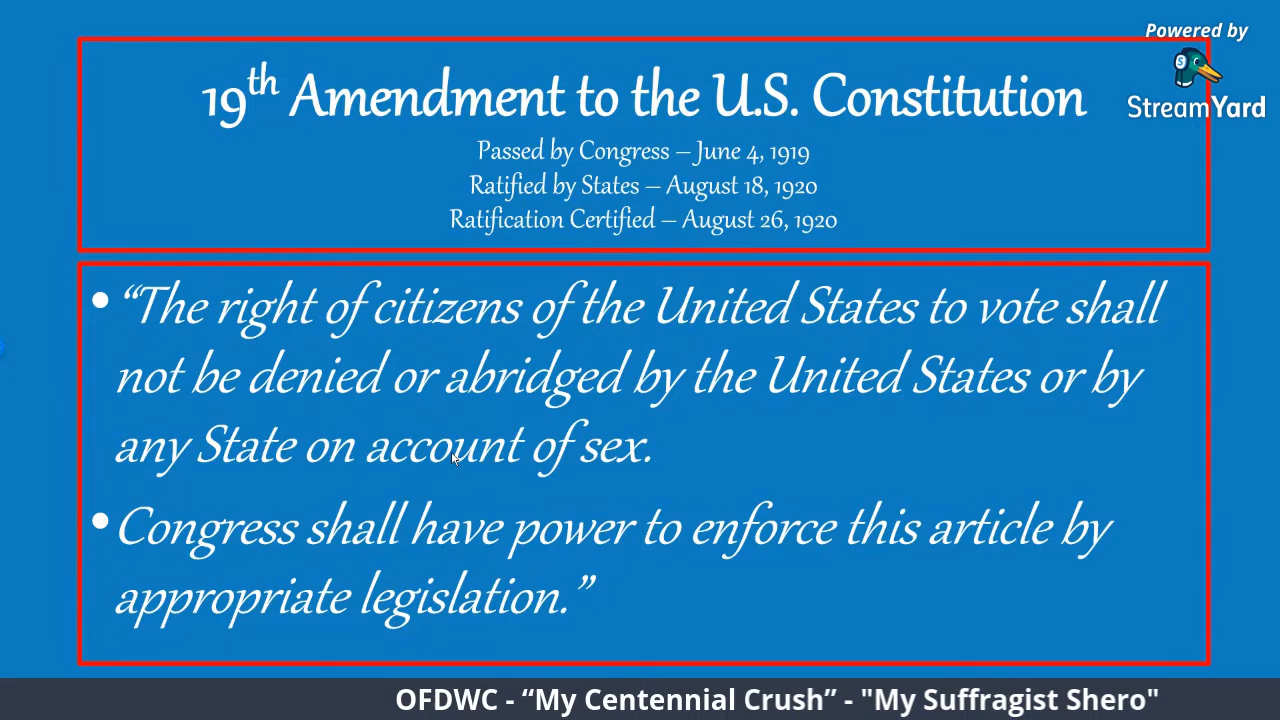 Powered by
StreamYard
19th Amendment to the U.S. Constitution
Passed by Congress – June 4, 1919
Ratified by States – August 18, 1920
Ratification Certified – August 26, 1920
• “The right of citizens of the United States to vote shall
not be denied or abridged by the United States or by
any State on account of sex.
• Congress shall have power to enforce this article by
appropriate legislation.”
OFDWC - “My Centennial Crush” - "My Suffragist Shero"